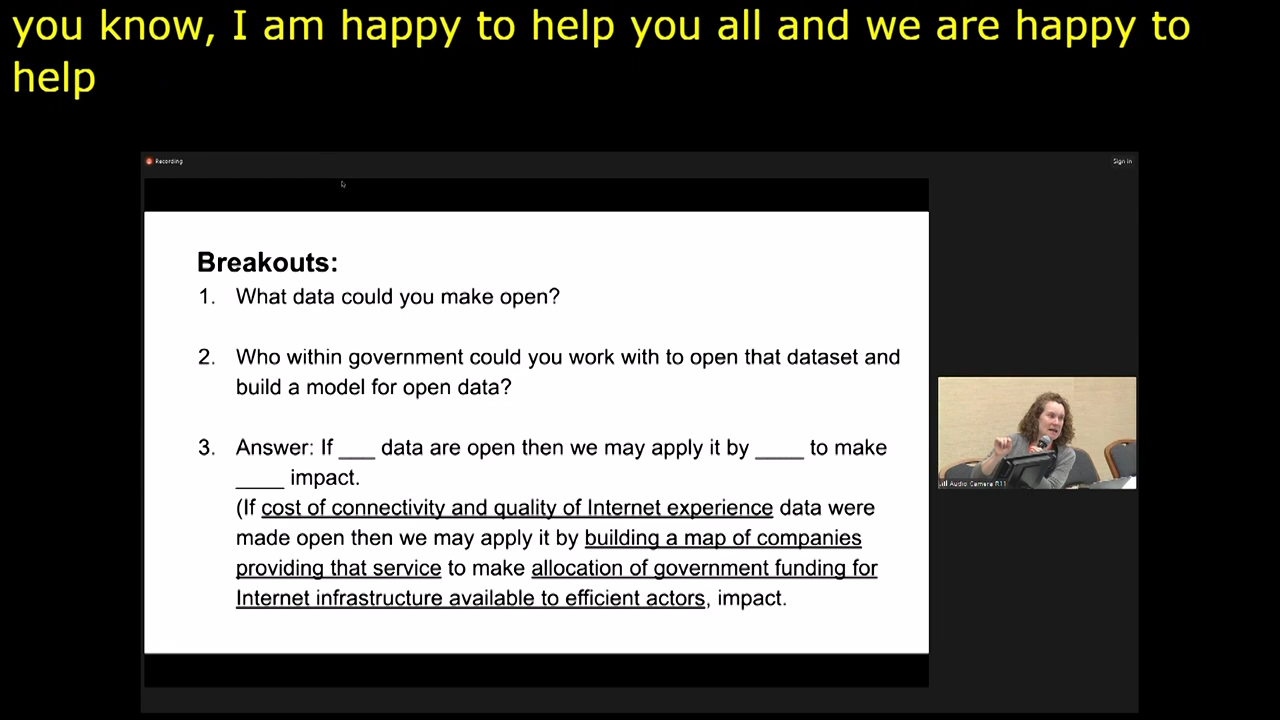 you know, I am happy to help you all and we are happy to
help
Recording
Sign in
Breakouts:
1. What data could you make open?
2. Who within government could you work with to open that dataset and
build a model for open data?
3. Answer: If ___ data are open then we may apply it by ____ to make
____ impact.
(If cost of connectivity and quality of Internet experience data were
made open then we may apply it by building a map of companies
providing that service to make allocation of government funding for
Internet infrastructure available to efficient actors, impact.
Audio Camera R11